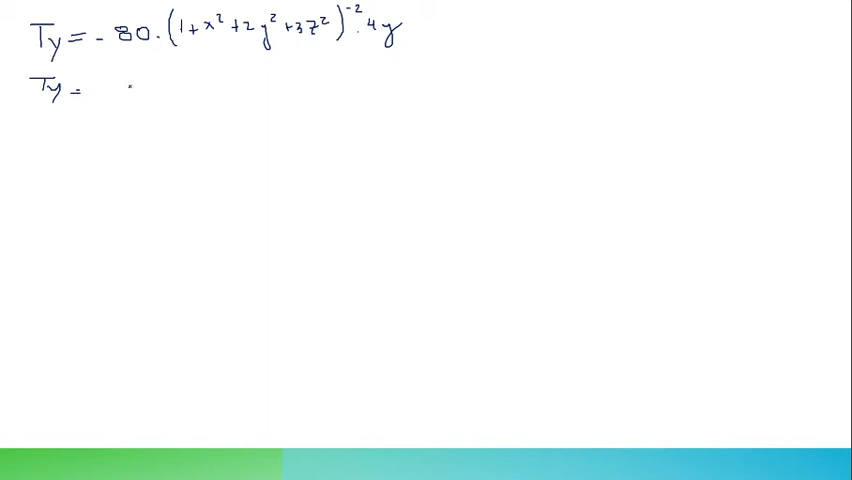 Ty = - 80 · (1 + x² + 2y² + 3z²)⁻² · 4y
Ty =